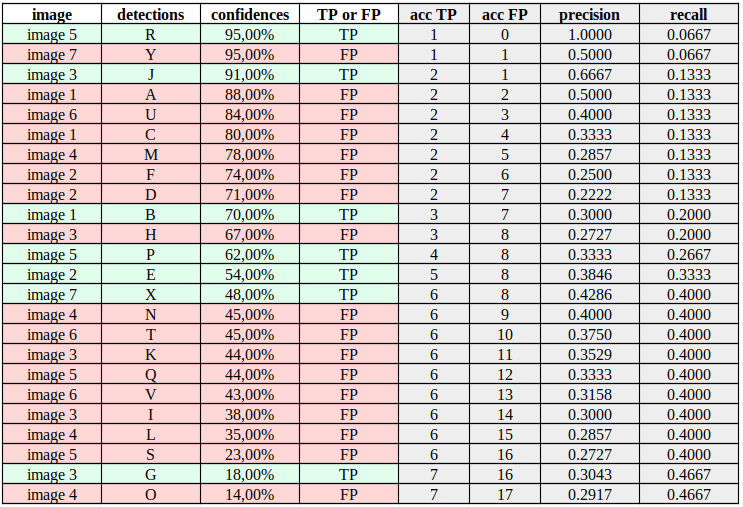 image detections confidences TP or FP acc TP acc FP precision recall
image 5 R 95,00% TP 1 0 1.0000 0.0667
image 7 Y 95,00% FP 1 1 0.5000 0.0667
image 3 J 91,00% TP 2 1 0.6667 0.1333
image 1 A 88,00% FP 2 2 0.5000 0.1333
image 6 U 84,00% FP 2 3 0.4000 0.1333
image 1 C 80,00% FP 2 4 0.3333 0.1333
image 4 M 78,00% FP 2 5 0.2857 0.1333
image 2 F 74,00% FP 2 6 0.2500 0.1333
image 2 D 71,00% FP 2 7 0.2222 0.1333
image 1 B 70,00% TP 3 7 0.3000 0.2000
image 3 H 67,00% FP 3 8 0.2727 0.2000
image 5 P 62,00% TP 4 8 0.3333 0.2667
image 2 E 54,00% TP 5 8 0.3846 0.3333
image 7 X 48,00% TP 6 8 0.4286 0.4000
image 4 N 45,00% FP 6 9 0.4000 0.4000
image 6 T 45,00% FP 6 10 0.3750 0.4000
image 3 K 44,00% FP 6 11 0.3529 0.4000
image 5 Q 44,00% FP 6 12 0.3333 0.4000
image 6 V 43,00% FP 6 13 0.3158 0.4000
image 3 I 38,00% FP 6 14 0.3000 0.4000
image 4 L 35,00% FP 6 15 0.2857 0.4000
image 5 S 23,00% FP 6 16 0.2727 0.4000
image 3 G 18,00% TP 7 16 0.3043 0.4667
image 4 O 14,00% FP 7 17 0.2917 0.4667